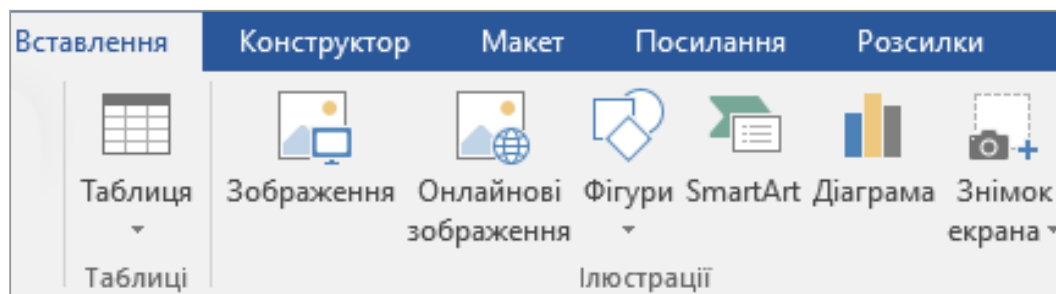 Вставлення Конструктор Макет Посилання Розсилки
Таблиця Зображення Онлайнові зображення Фігури SmartArt Діаграма Знімок екрана
Таблиці Ілюстрації